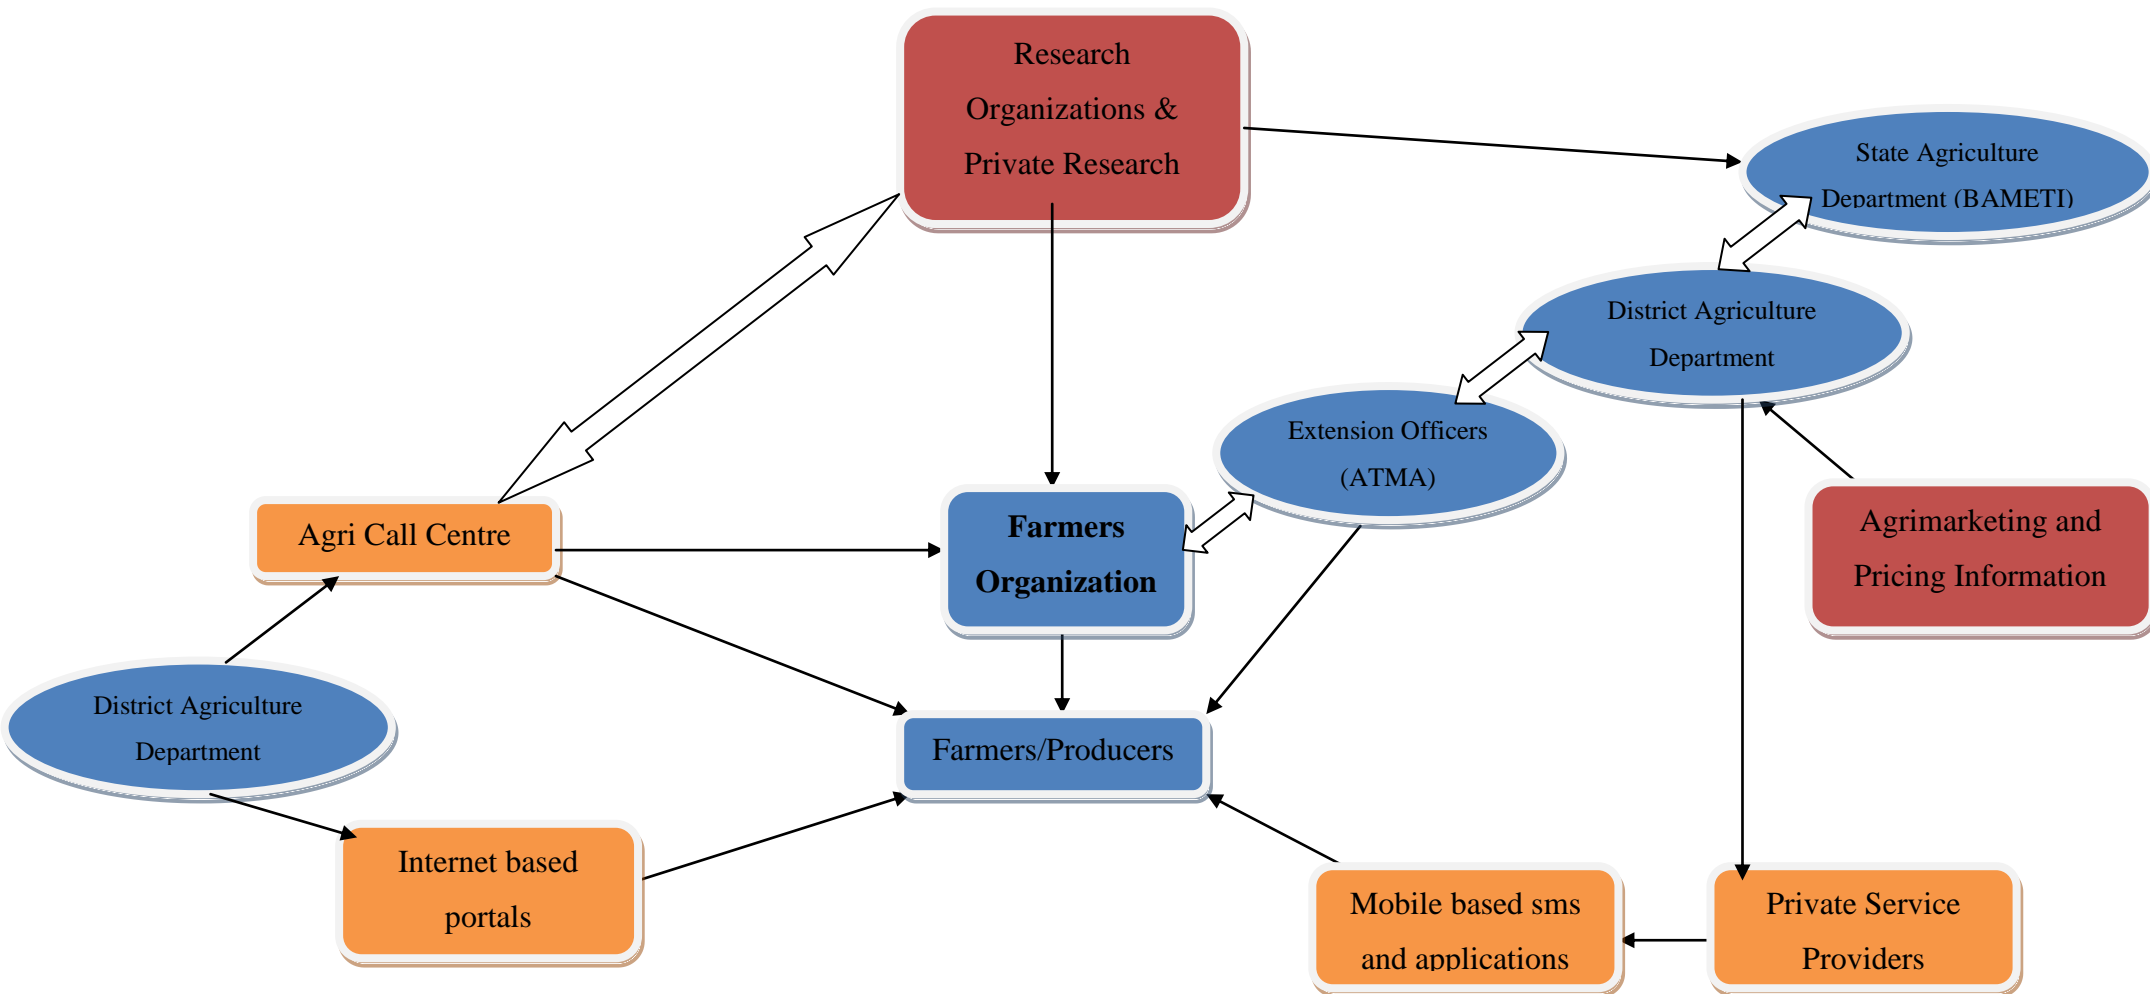 Research
Organizations &
Private Research
State Agriculture
Department (BAMETI)
District Agriculture
Department
Extension Officers
(ATMA)
Agri Call Centre
Farmers
Organization
Agrimarketing and
Pricing Information
District Agriculture
Department
Farmers/Producers
Internet based
portals
Mobile based sms
and applications
Private Service
Providers